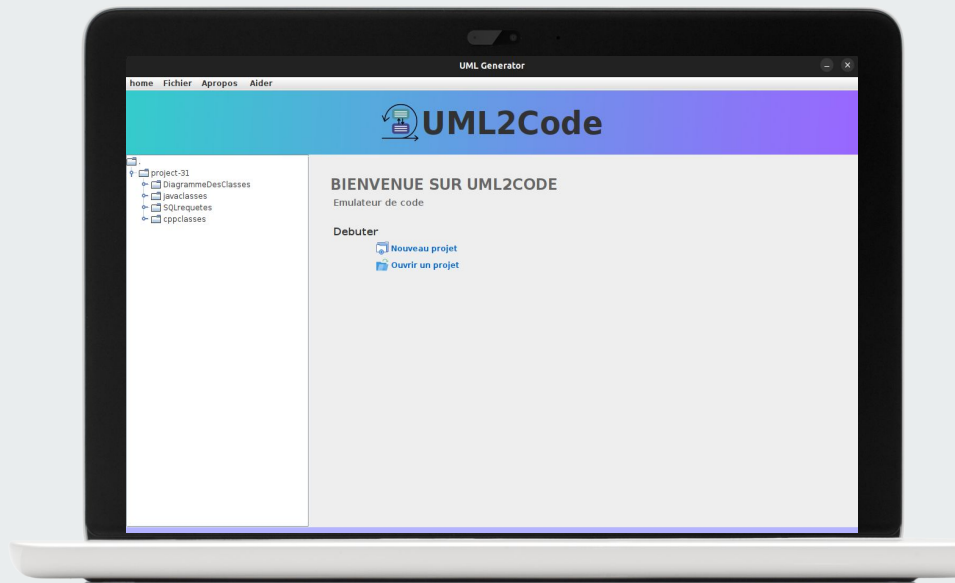 UML Generator
home Fichier Apropos Aider
UML2Code
.
project-31
DiagrammeDesClasses
javaclasses
SQLrequetes
cppclasses
BIENVENUE SUR UML2CODE
Emulateur de code
Debuter
Nouveau projet
Ouvrir un projet